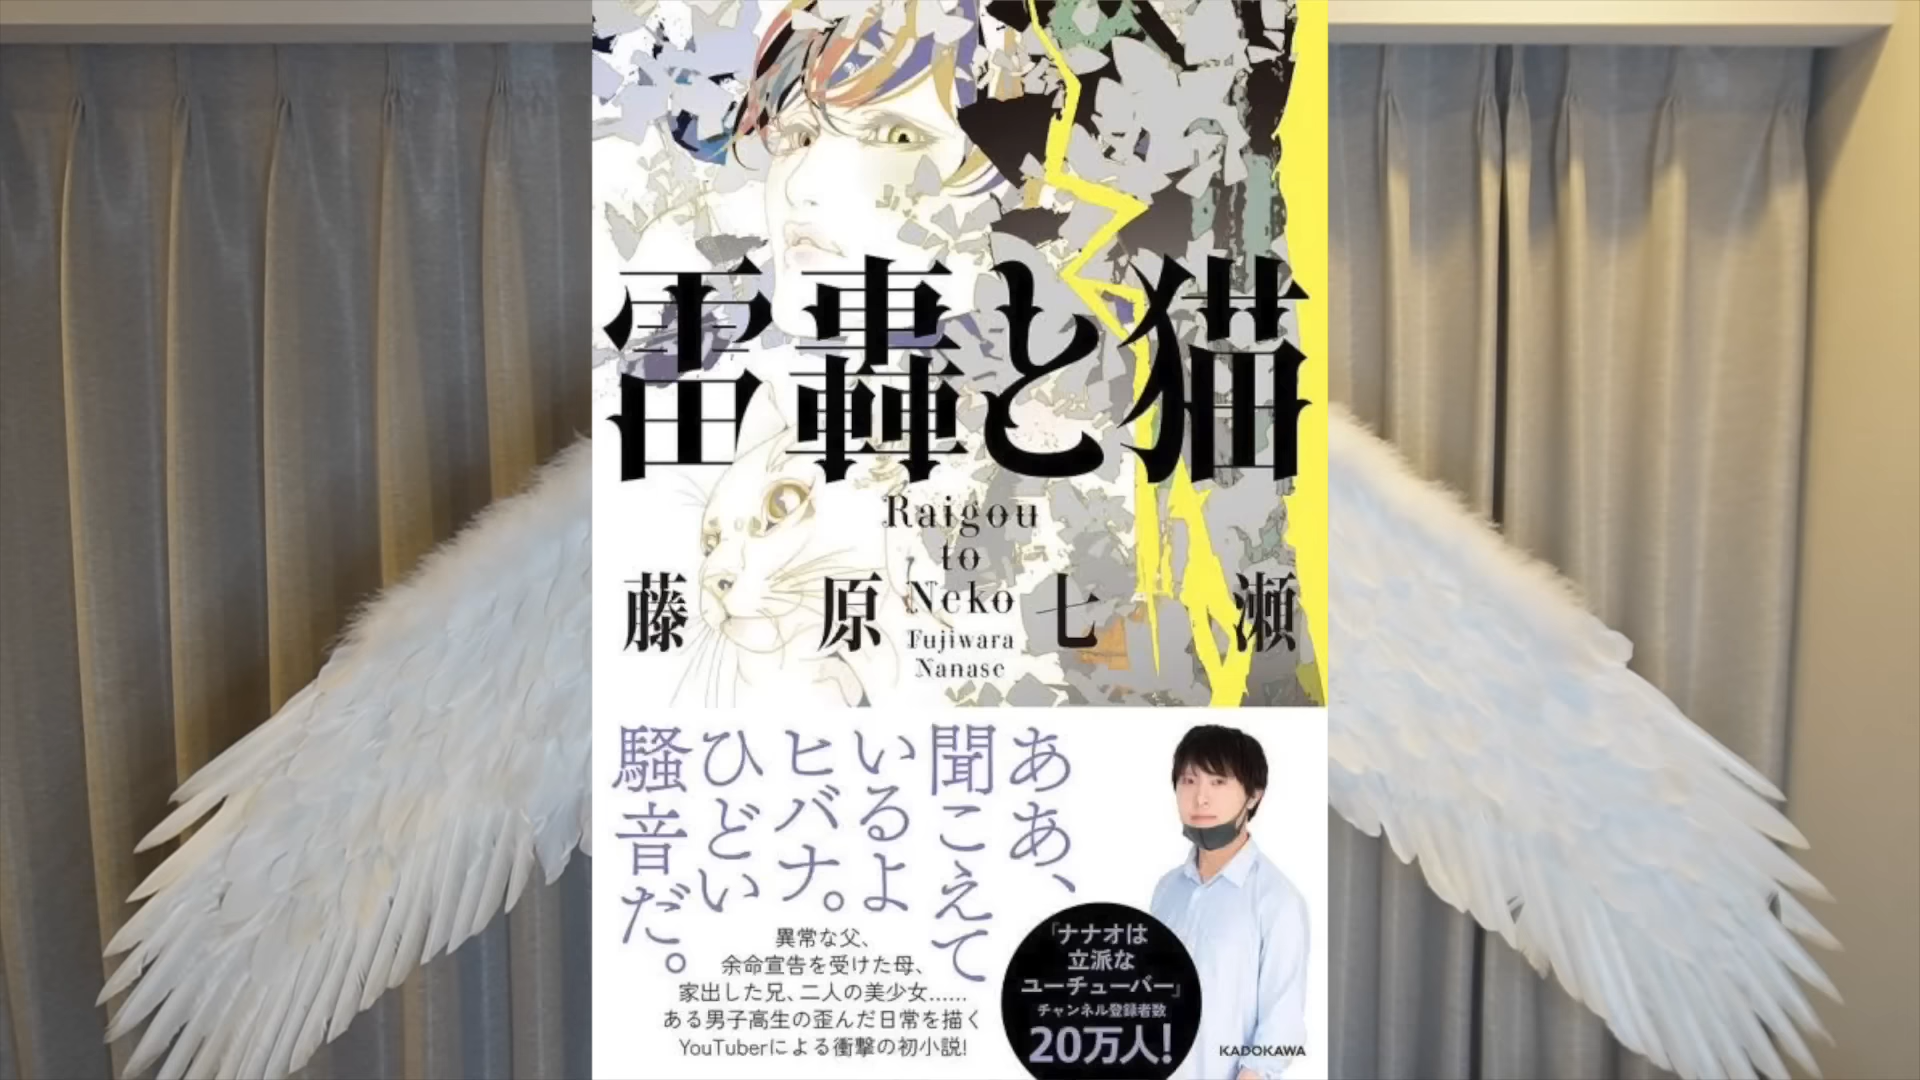 雷轟と猫
Raigou
to
Neko
Fujiwara
Nanase
藤原七瀬
ああ、
聞こえて
いるよ
ヒバナ。
ひどい
騒音だ。
異常な父、
余命宣告を受けた母、
家出した兄、二人の美少女……
ある男子高生の歪んだ日常を描く
YouTuberによる衝撃の初小説!
「ナナオは
立派な
ユーチューバー」
チャンネル登録者数
20万人!
KADOKAWA